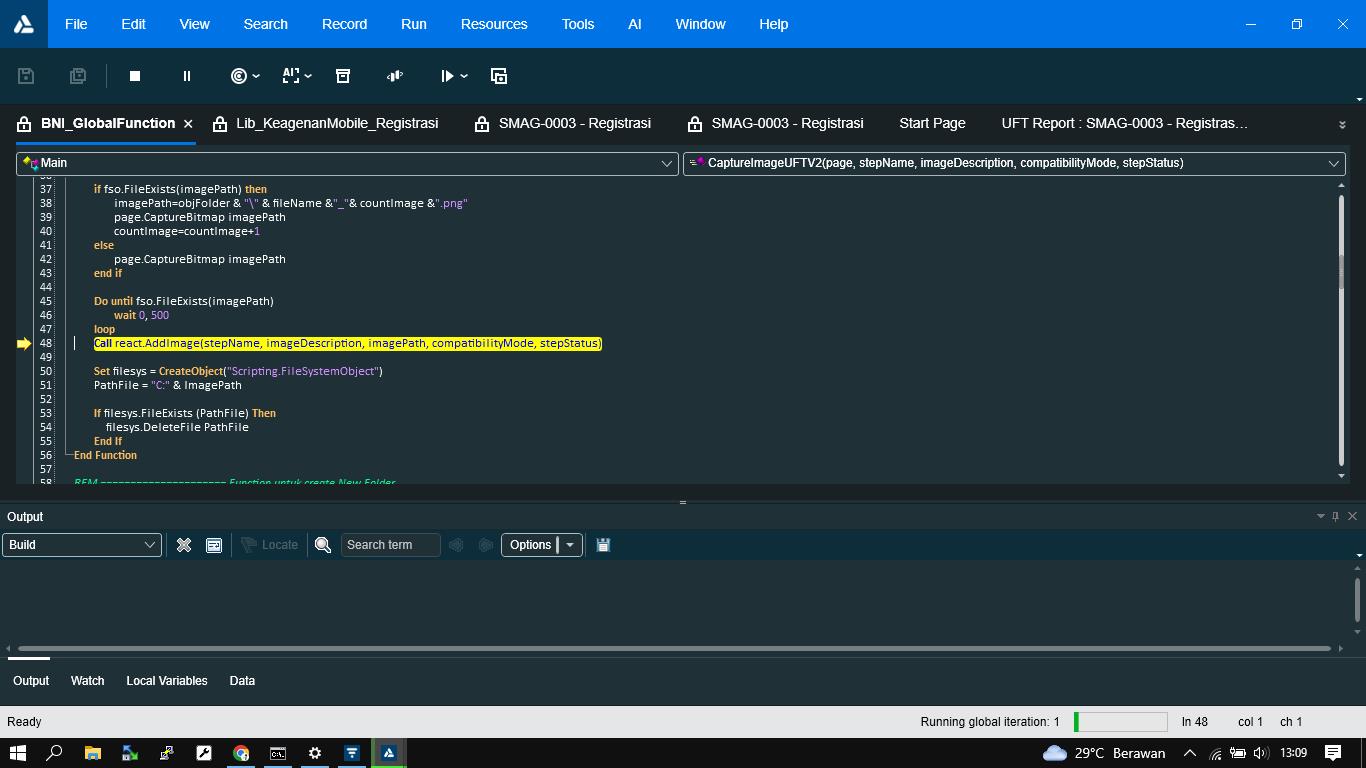 File Edit View Search Record Run Resources Tools AI Window Help
BNI_GlobalFunction Lib_KeagenanMobile_Registrasi SMAG-0003 - Registrasi SMAG-0003 - Registrasi Start Page UFT Report : SMAG-0003 - Registras...
Main CaptureImageUFTV2(page, stepName, imageDescription, compatibilityMode, stepStatus)
36
37 if fso.FileExists(imagePath) then
38 imagePath=objFolder & "\" & fileName &"_"& countImage &".png"
39 page.CaptureBitmap imagePath
40 countImage=countImage+1
41 else
42 page.CaptureBitmap imagePath
43 end if
44
45 Do until fso.FileExists(imagePath)
46 wait 0, 500
47 loop
48 Call react.AddImage(stepName, imageDescription, imagePath, compatibilityMode, stepStatus)
49
50 Set filesys = CreateObject("Scripting.FileSystemObject")
51 PathFile = "C:" & ImagePath
52
53 If filesys.FileExists (PathFile) Then
54 filesys.DeleteFile PathFile
55 End If
56 End Function
57
58 REM ===================== Function untuk create New Folder
Output
Build Locate Search term Options
Output Watch Local Variables Data
Ready Running global iteration: 1 ln 48 col 1 ch 1
29°C Berawan 13:09